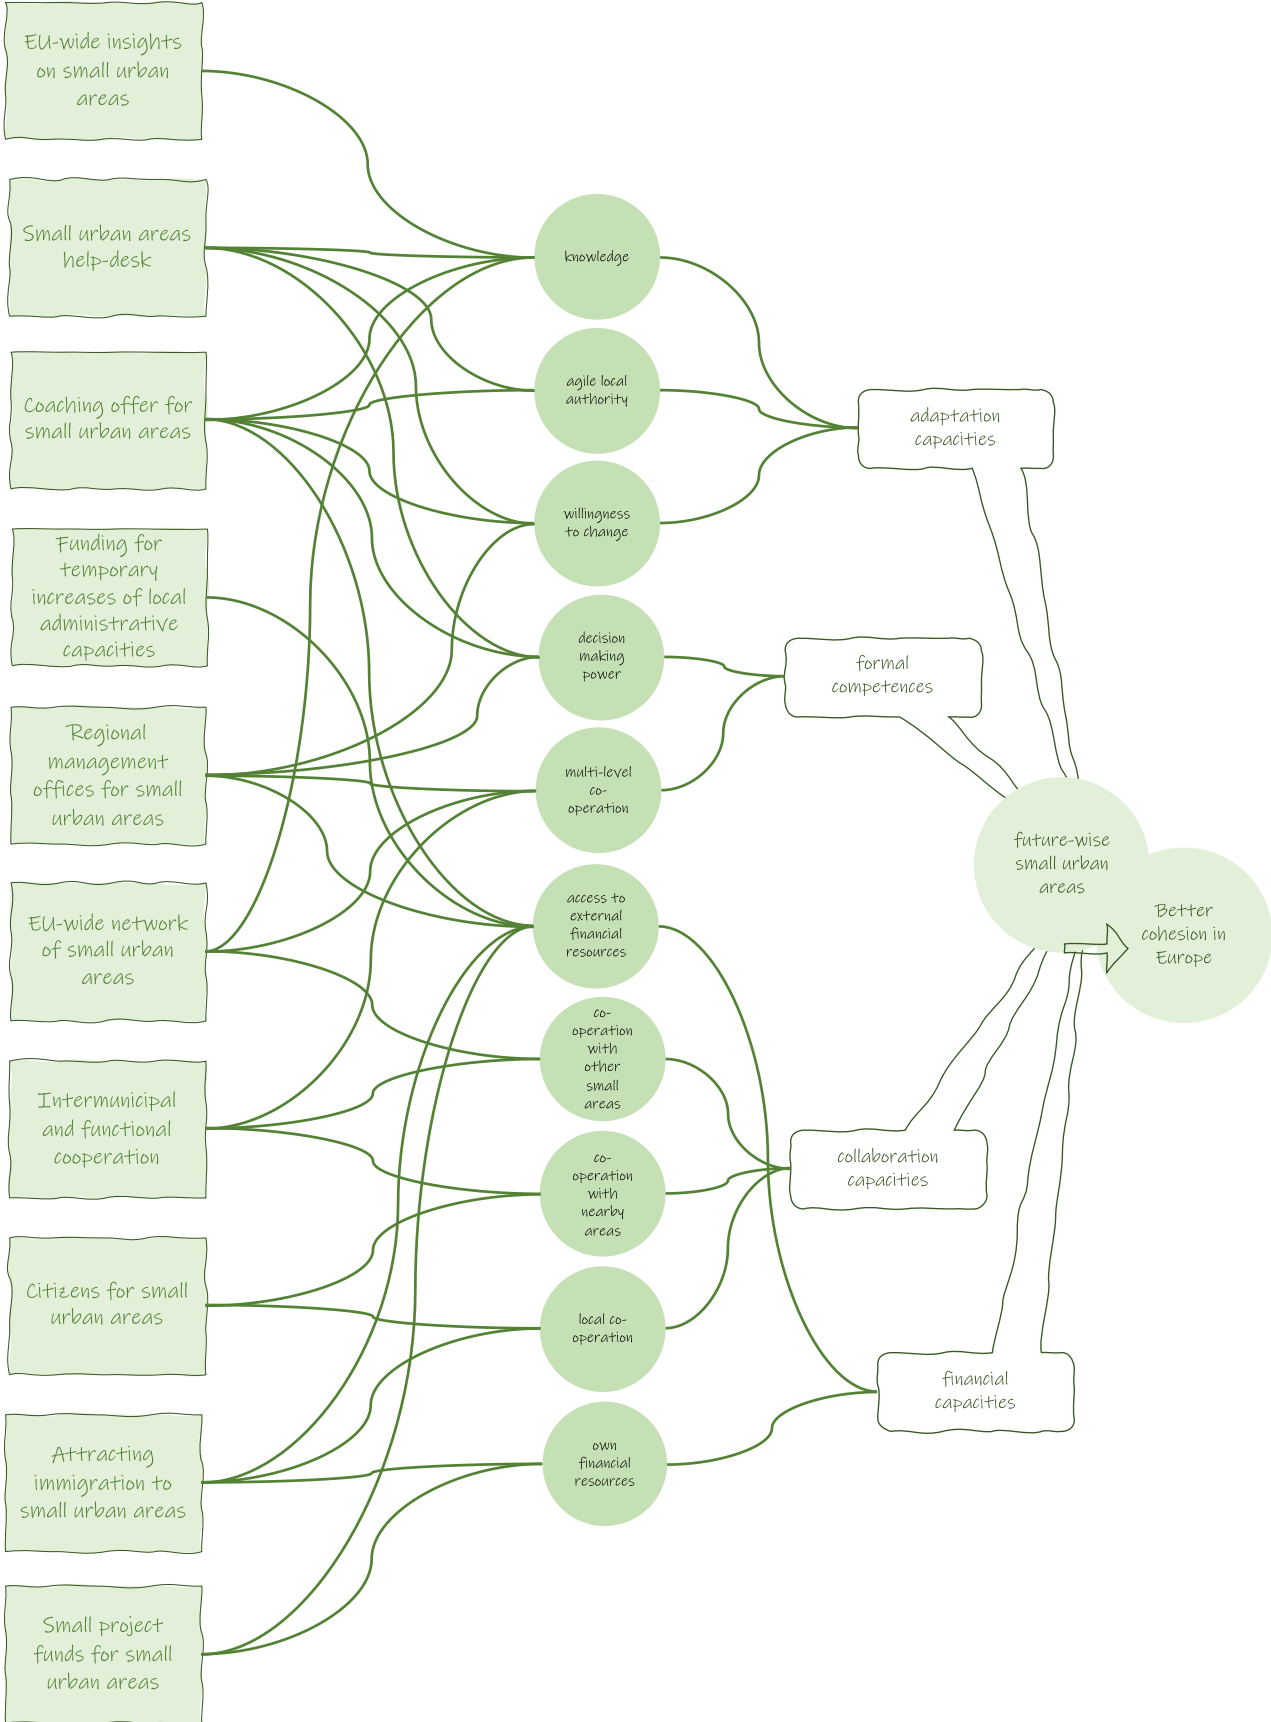 EU-wide insights
on small urban
areas
Small urban areas
help-desk
Coaching offer for
small urban areas
Funding for
temporary
increases of local
administrative
capacities
Regional
management
offices for small
urban areas
EU-wide network
of small urban
areas
Intermunicipal
and functional
cooperation
Citizens for small
urban areas
Attracting
immigration to
small urban areas
Small project
funds for small
urban areas
knowledge
agile local
authority
willingness
to change
decision
making
power
multi-level
co-
operation
access to
external
financial
resources
co-
operation
with
other
small
areas
co-
operation
with
nearby
areas
local co-
operation
own
financial
resources
adaptation
capacities
formal
competences
collaboration
capacities
financial
capacities
future-wise
small urban
areas
Better
cohesion in
Europe